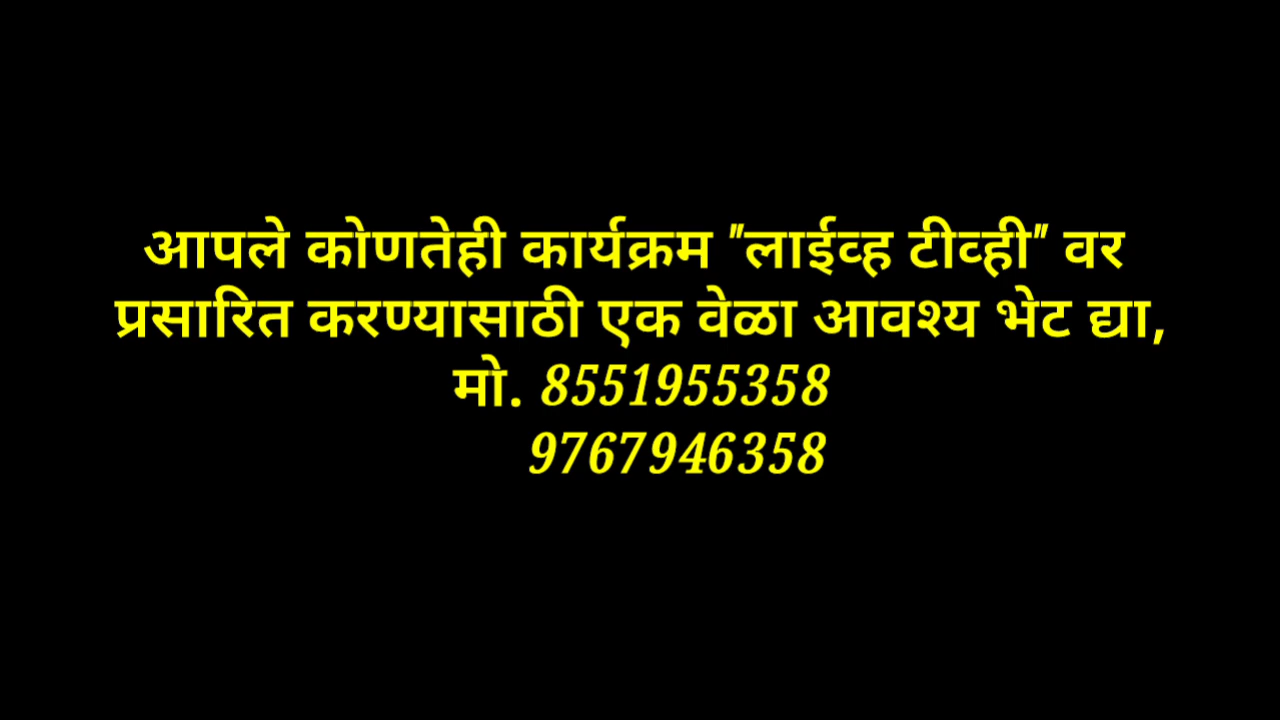 आपले कोणतेही कार्यक्रम "लाईव्ह टीव्ही" वर
प्रसारित करण्यासाठी एक वेळा आवश्य भेट द्या,
मो. 8551955358
9767946358